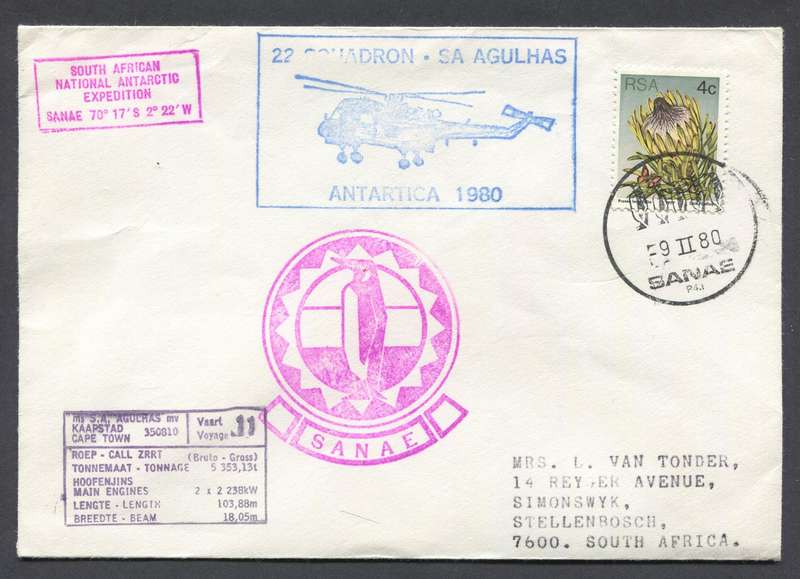 SOUTH AFRICAN
NATIONAL ANTARCTIC
EXPEDITION
SANAE 70° 17'S 2° 22'W
22 SQUADRON · SA AGULHAS
ANTARTICA 1980
RSA 4c
9 II 80
SANAE
SANAE
ms S.A. AGULHAS mv
KAAPSTAD
CAPE TOWN 350810
Vaart
Voyage 11
ROEP - CALL ZRRT (Bruto - Gross)
TONNEMAAT - TONNAGE 5 353,13t
HOOFENJINS
MAIN ENGINES 2 x 2 238kW
LENGTE - LENGTH 103,88m
BREEDTE - BEAM 18,05m
MRS. L. VAN TONDER,
14 AVENUE,
SIMONSWYK,
STELLENBOSCH,
7600. SOUTH AFRICA.